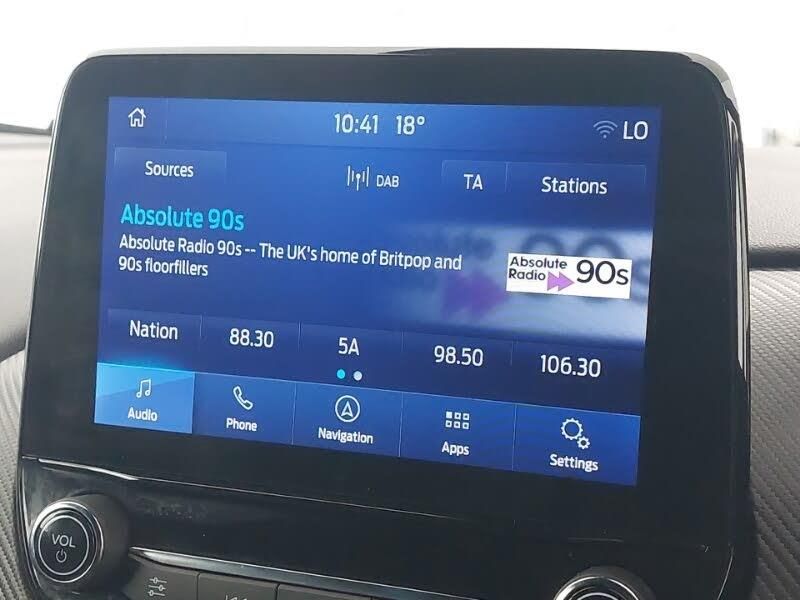 10:41 18° LO
Sources DAB TA Stations
Absolute 90s
Absolute Radio 90s -- The UK's home of Britpop and
90s floorfillers
Absolute
Radio 90s
Nation 88.30 5A 98.50 106.30
Audio Phone Navigation Apps Settings
VOL